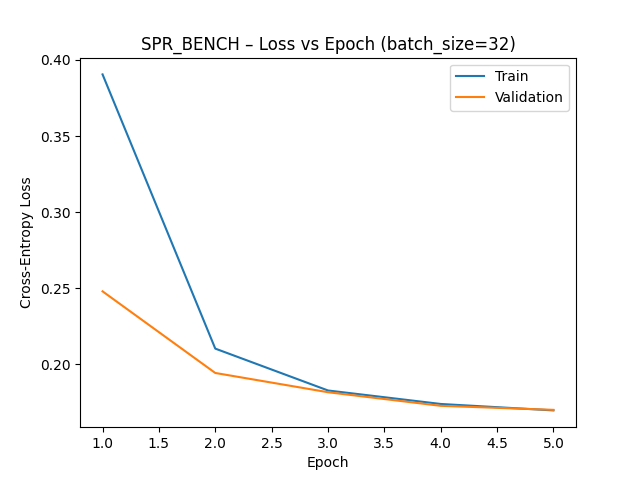 SPR_BENCH – Loss vs Epoch (batch_size=32)
Train
Validation
Cross-Entropy Loss
0.40
0.35
0.30
0.25
0.20
1.0 1.5 2.0 2.5 3.0 3.5 4.0 4.5 5.0
Epoch